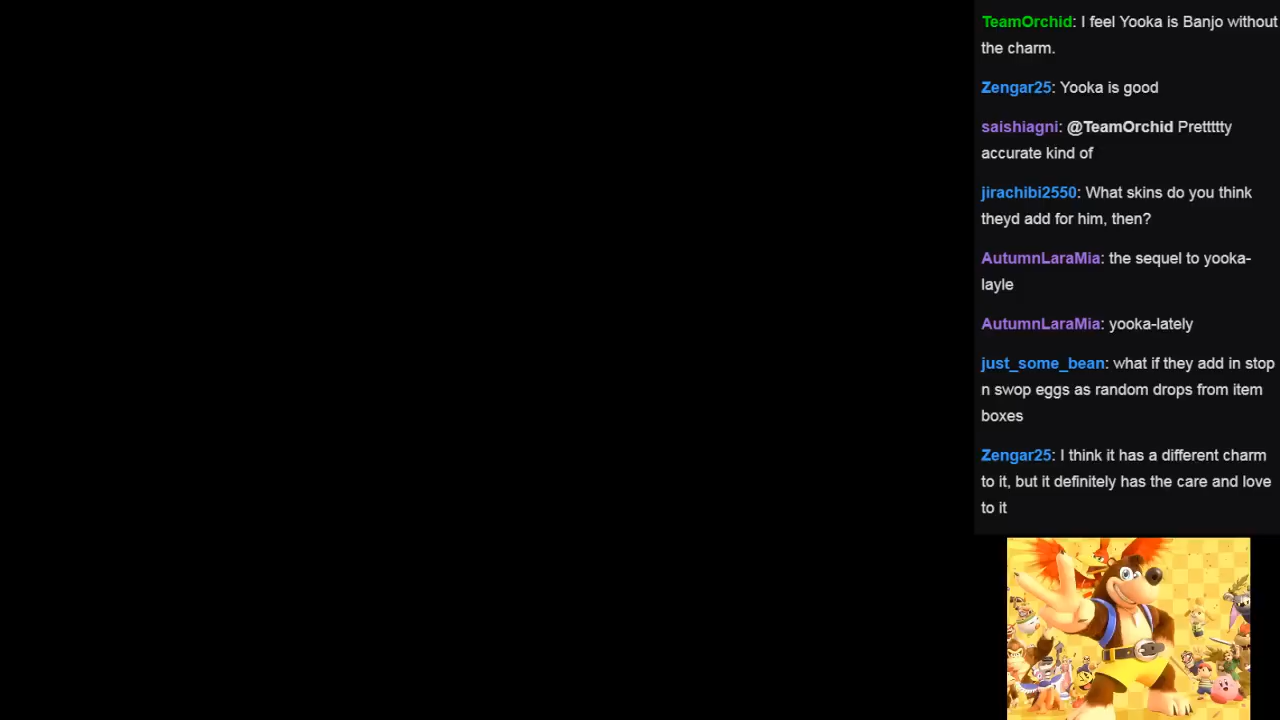 TeamOrchid: I feel Yooka is Banjo without
the charm.
Zengar25: Yooka is good
saishiagni: @TeamOrchid Prettttty
accurate kind of
jirachibi2550: What skins do you think
theyd add for him, then?
AutumnLaraMia: the sequel to yooka-
layle
AutumnLaraMia: yooka-lately
just_some_bean: what if they add in stop
n swop eggs as random drops from item
boxes
Zengar25: I think it has a different charm
to it, but it definitely has the care and love
to it